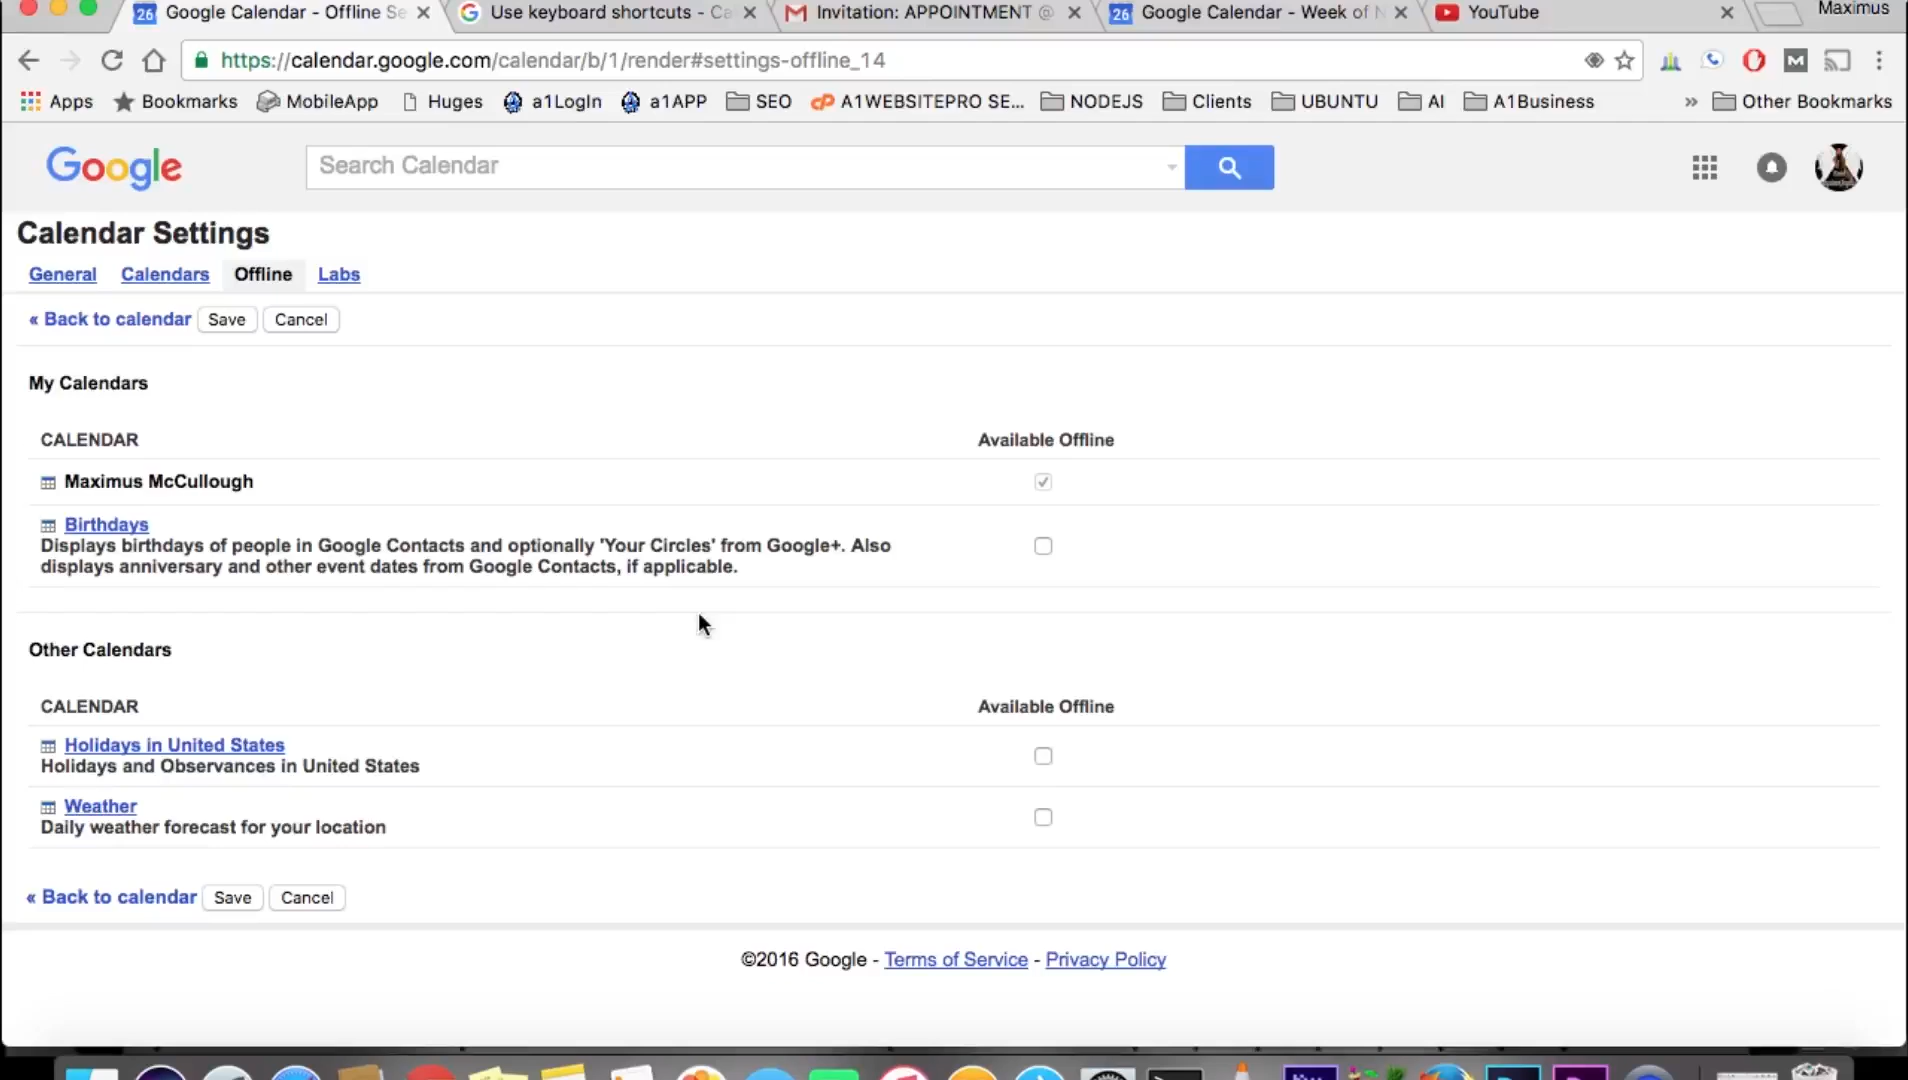 Google Calendar - Offline Se
Use keyboard shortcuts - Ca
Invitation: APPOINTMENT @
26 Google Calendar - Week of N
YouTube
Maximus
https://calendar.google.com/calendar/b/1/render#settings-offline_14
Apps Bookmarks MobileApp Huges a1LogIn a1APP SEO A1WEBSITEPRO SE... NODEJS Clients UBUNTU AI A1Business » Other Bookmarks
Google
Search Calendar
Calendar Settings
General Calendars Offline Labs
« Back to calendar Save Cancel
My Calendars
CALENDAR Available Offline
Maximus McCullough
Birthdays
Displays birthdays of people in Google Contacts and optionally 'Your Circles' from Google+. Also
displays anniversary and other event dates from Google Contacts, if applicable.
Other Calendars
CALENDAR Available Offline
Holidays in United States
Holidays and Observances in United States
Weather
Daily weather forecast for your location
« Back to calendar Save Cancel
©2016 Google - Terms of Service - Privacy Policy